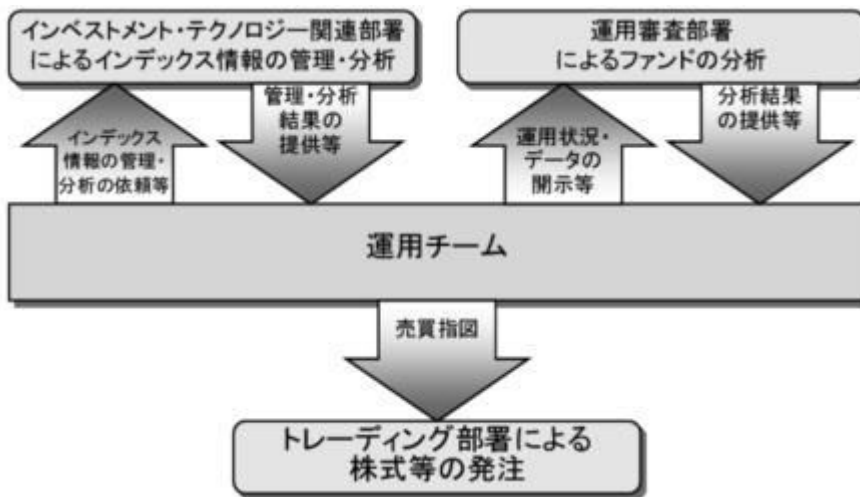 インベストメント・テクノロジー関連部署
によるインデックス情報の管理・分析
運用審査部署
によるファンドの分析
インデックス
情報の管理・
分析の依頼等
管理・分析
結果の
提供等
運用状況・
データの
開示等
分析結果
の提供等
運用チーム
売買指図
トレーディング部署による
株式等の発注